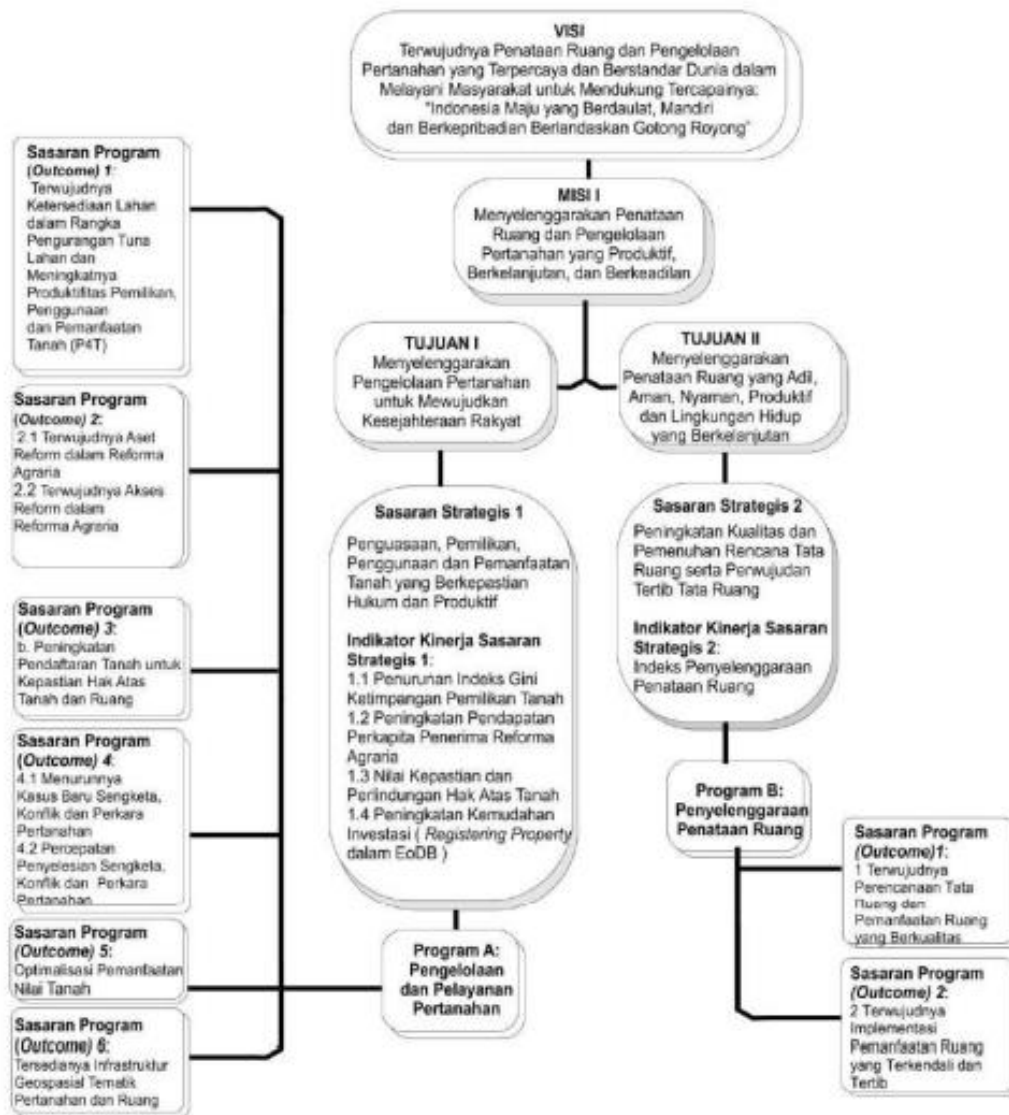 VISI
Terwujudnya Penataan Ruang dan Pengelolaan
Pertanahan yang Terpercaya dan Berstandar Dunia dalam
Melayani Masyarakat untuk Mendukung Tercapainya:
"Indonesia Maju yang Berdaulat, Mandiri
dan Berkepribadian Berlandaskan Gotong Royong"
MISI I
Menyelenggarakan Penataan
Ruang dan Pengelolaan
Pertanahan yang Produktif,
Berkelanjutan, dan Berkeadilan
TUJUAN I
Menyelenggarakan
Pengelolaan Pertanahan
untuk Mewujudkan
Kesejahteraan Rakyat
TUJUAN II
Menyelenggarakan
Penataan Ruang yang Adil,
Aman, Nyaman, Produktif
dan Lingkungan Hidup
yang Berkelanjutan
Sasaran Strategis 1
Penguasaan, Pemilikan,
Penggunaan dan Pemanfaatan
Tanah yang Berkepastian
Hukum dan Produktif
Indikator Kinerja Sasaran
Strategis 1:
1.1 Penurunan Indeks Gini
Ketimpangan Pemilikan Tanah
1.2 Peningkatan Pendapatan
Perkapita Penerima Reforma
Agraria
1.3 Nilai Kepastian dan
Perlindungan Hak Atas Tanah
1.4 Peningkatan Kemudahan
Investasi ( Registering Property
dalam EoDB )
Sasaran Strategis 2
Peningkatan Kualitas dan
Pemenuhan Rencana Tata
Ruang serta Perwujudan
Tertib Tata Ruang
Indikator Kinerja Sasaran
Strategis 2:
Indeks Penyelenggaraan
Penataan Ruang
Program A:
Pengelolaan
dan Pelayanan
Pertanahan
Program B:
Penyelenggaraan
Penataan Ruang
Sasaran Program
(Outcome) 1:
Terwujudnya
Ketersediaan Lahan
dalam Rangka
Pengurangan Tuna
Lahan dan
Meningkatnya
Produktifitas Pemilikan,
Penggunaan
dan Pemanfaatan
Tanah (P4T)
Sasaran Program
(Outcome) 2:
2.1 Terwujudnya Aset
Reform dalam Reforma
Agraria
2.2 Terwujudnya Akses
Reform dalam
Reforma Agraria
Sasaran Program
(Outcome) 3:
b. Peningkatan
Pendaftaran Tanah untuk
Kepastian Hak Atas
Tanah dan Ruang
Sasaran Program
(Outcome) 4:
4.1 Menurunnya
Kasus Baru Sengketa,
Konflik dan Perkara
Pertanahan
4.2 Percepatan
Penyelesian Sengketa,
Konflik dan Perkara
Pertanahan
Sasaran Program
(Outcome) 5:
Optimalisasi Pemanfaatan
Nilai Tanah
Sasaran Program
(Outcome) 6:
Tersedianya Infrastruktur
Geospasial Tematik
Pertanahan dan Ruang
Sasaran Program
(Outcome)1:
1 Terwujudnya
Perencanaan Tata
Ruang dan
Pemanfaatan Ruang
yang Berkualitas
Sasaran Program
(Outcome) 2:
2 Terwujudnya
Implementasi
Pemanfaatan Ruang
yang Terkendali dan
Tertib